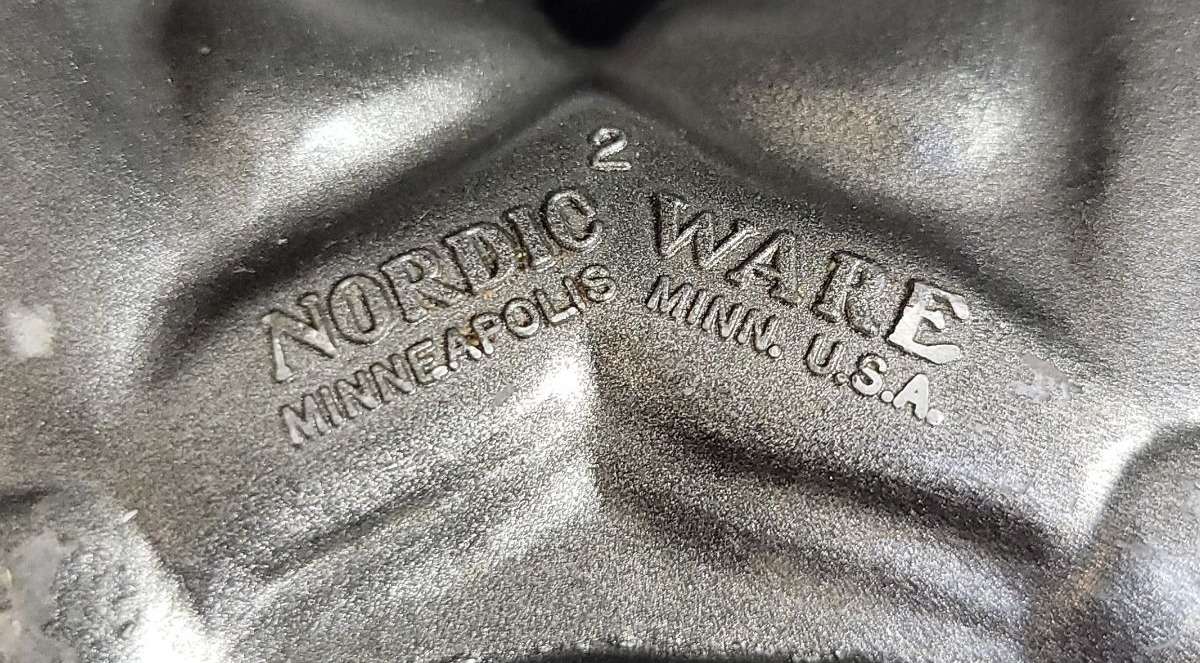 2
NORDIC WARE
MINNEAPOLIS MINN. U.S.A.